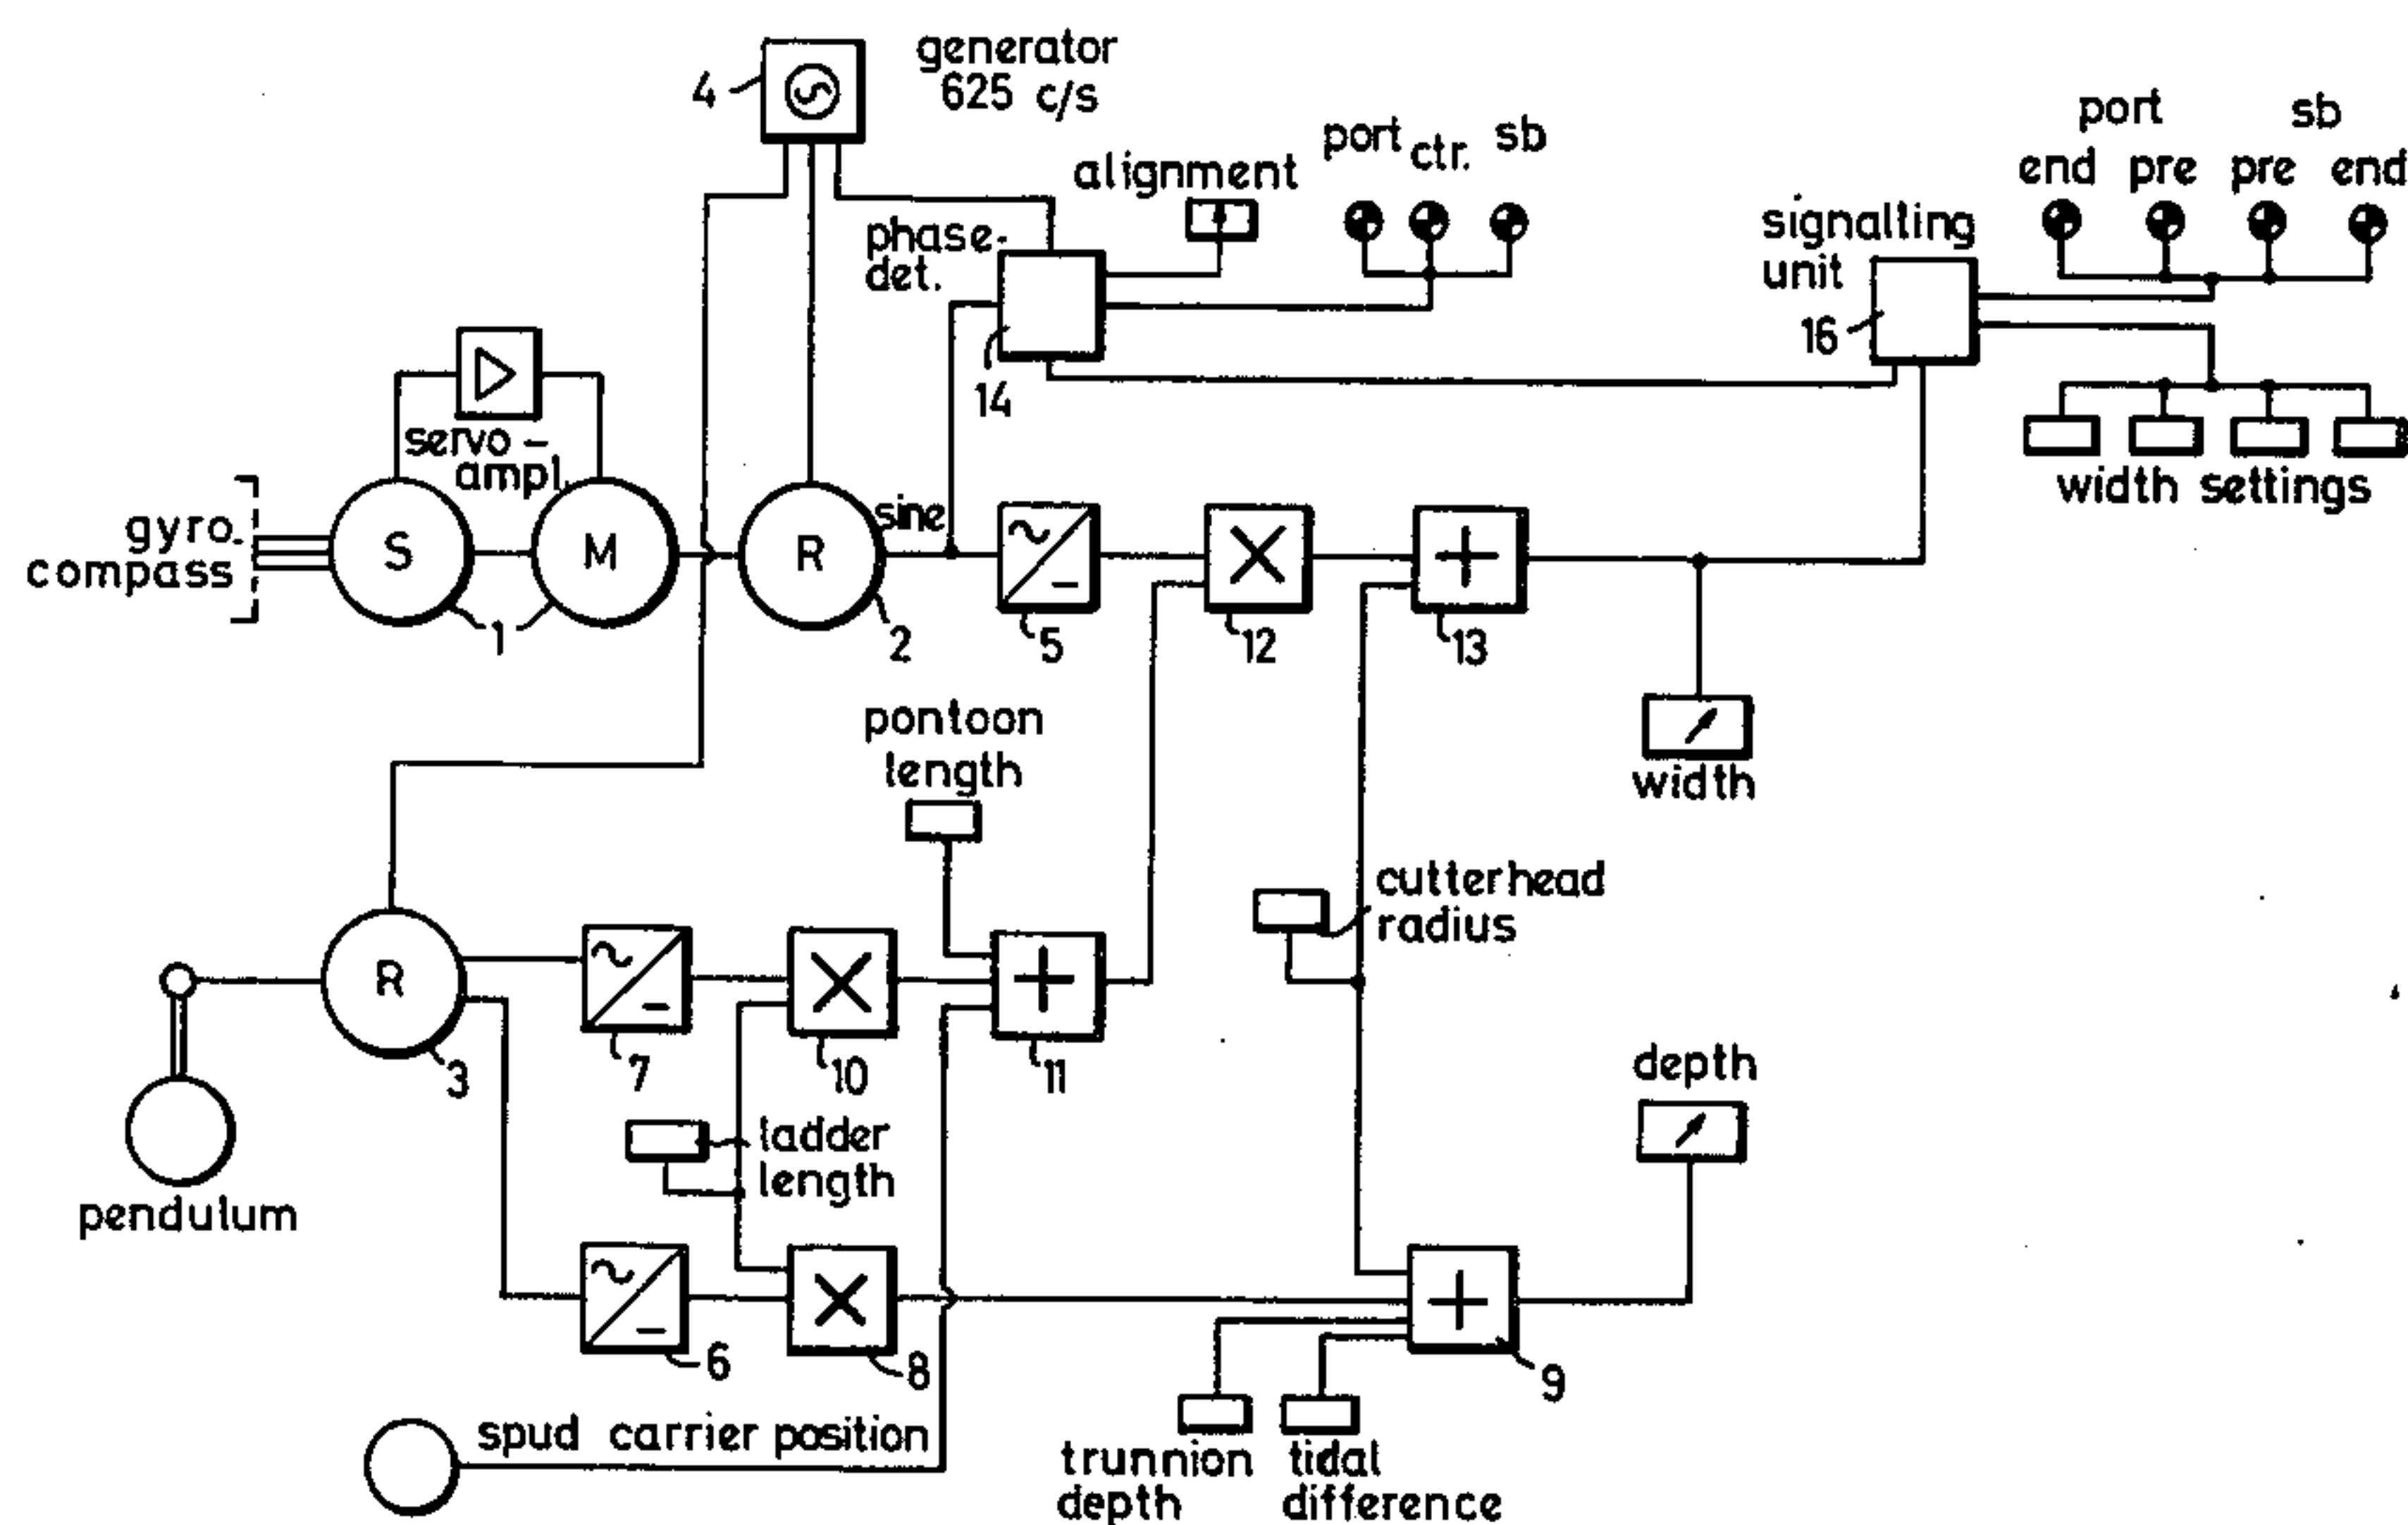 generator
625 c/s
4
port
sb
end pre pre end
port ctr. sb
alignment
signalling
unit
16
phase-
det.
14
servo-
ampl.
gyro-
compass
S
M
R
sine
1
2
5
12
13
width settings
width
pontoon
length
cutterhead
radius
R
3
7
10
11
pendulum
ladder
length
depth
6
8
9
spud carrier position
trunnion
depth
tidal
difference